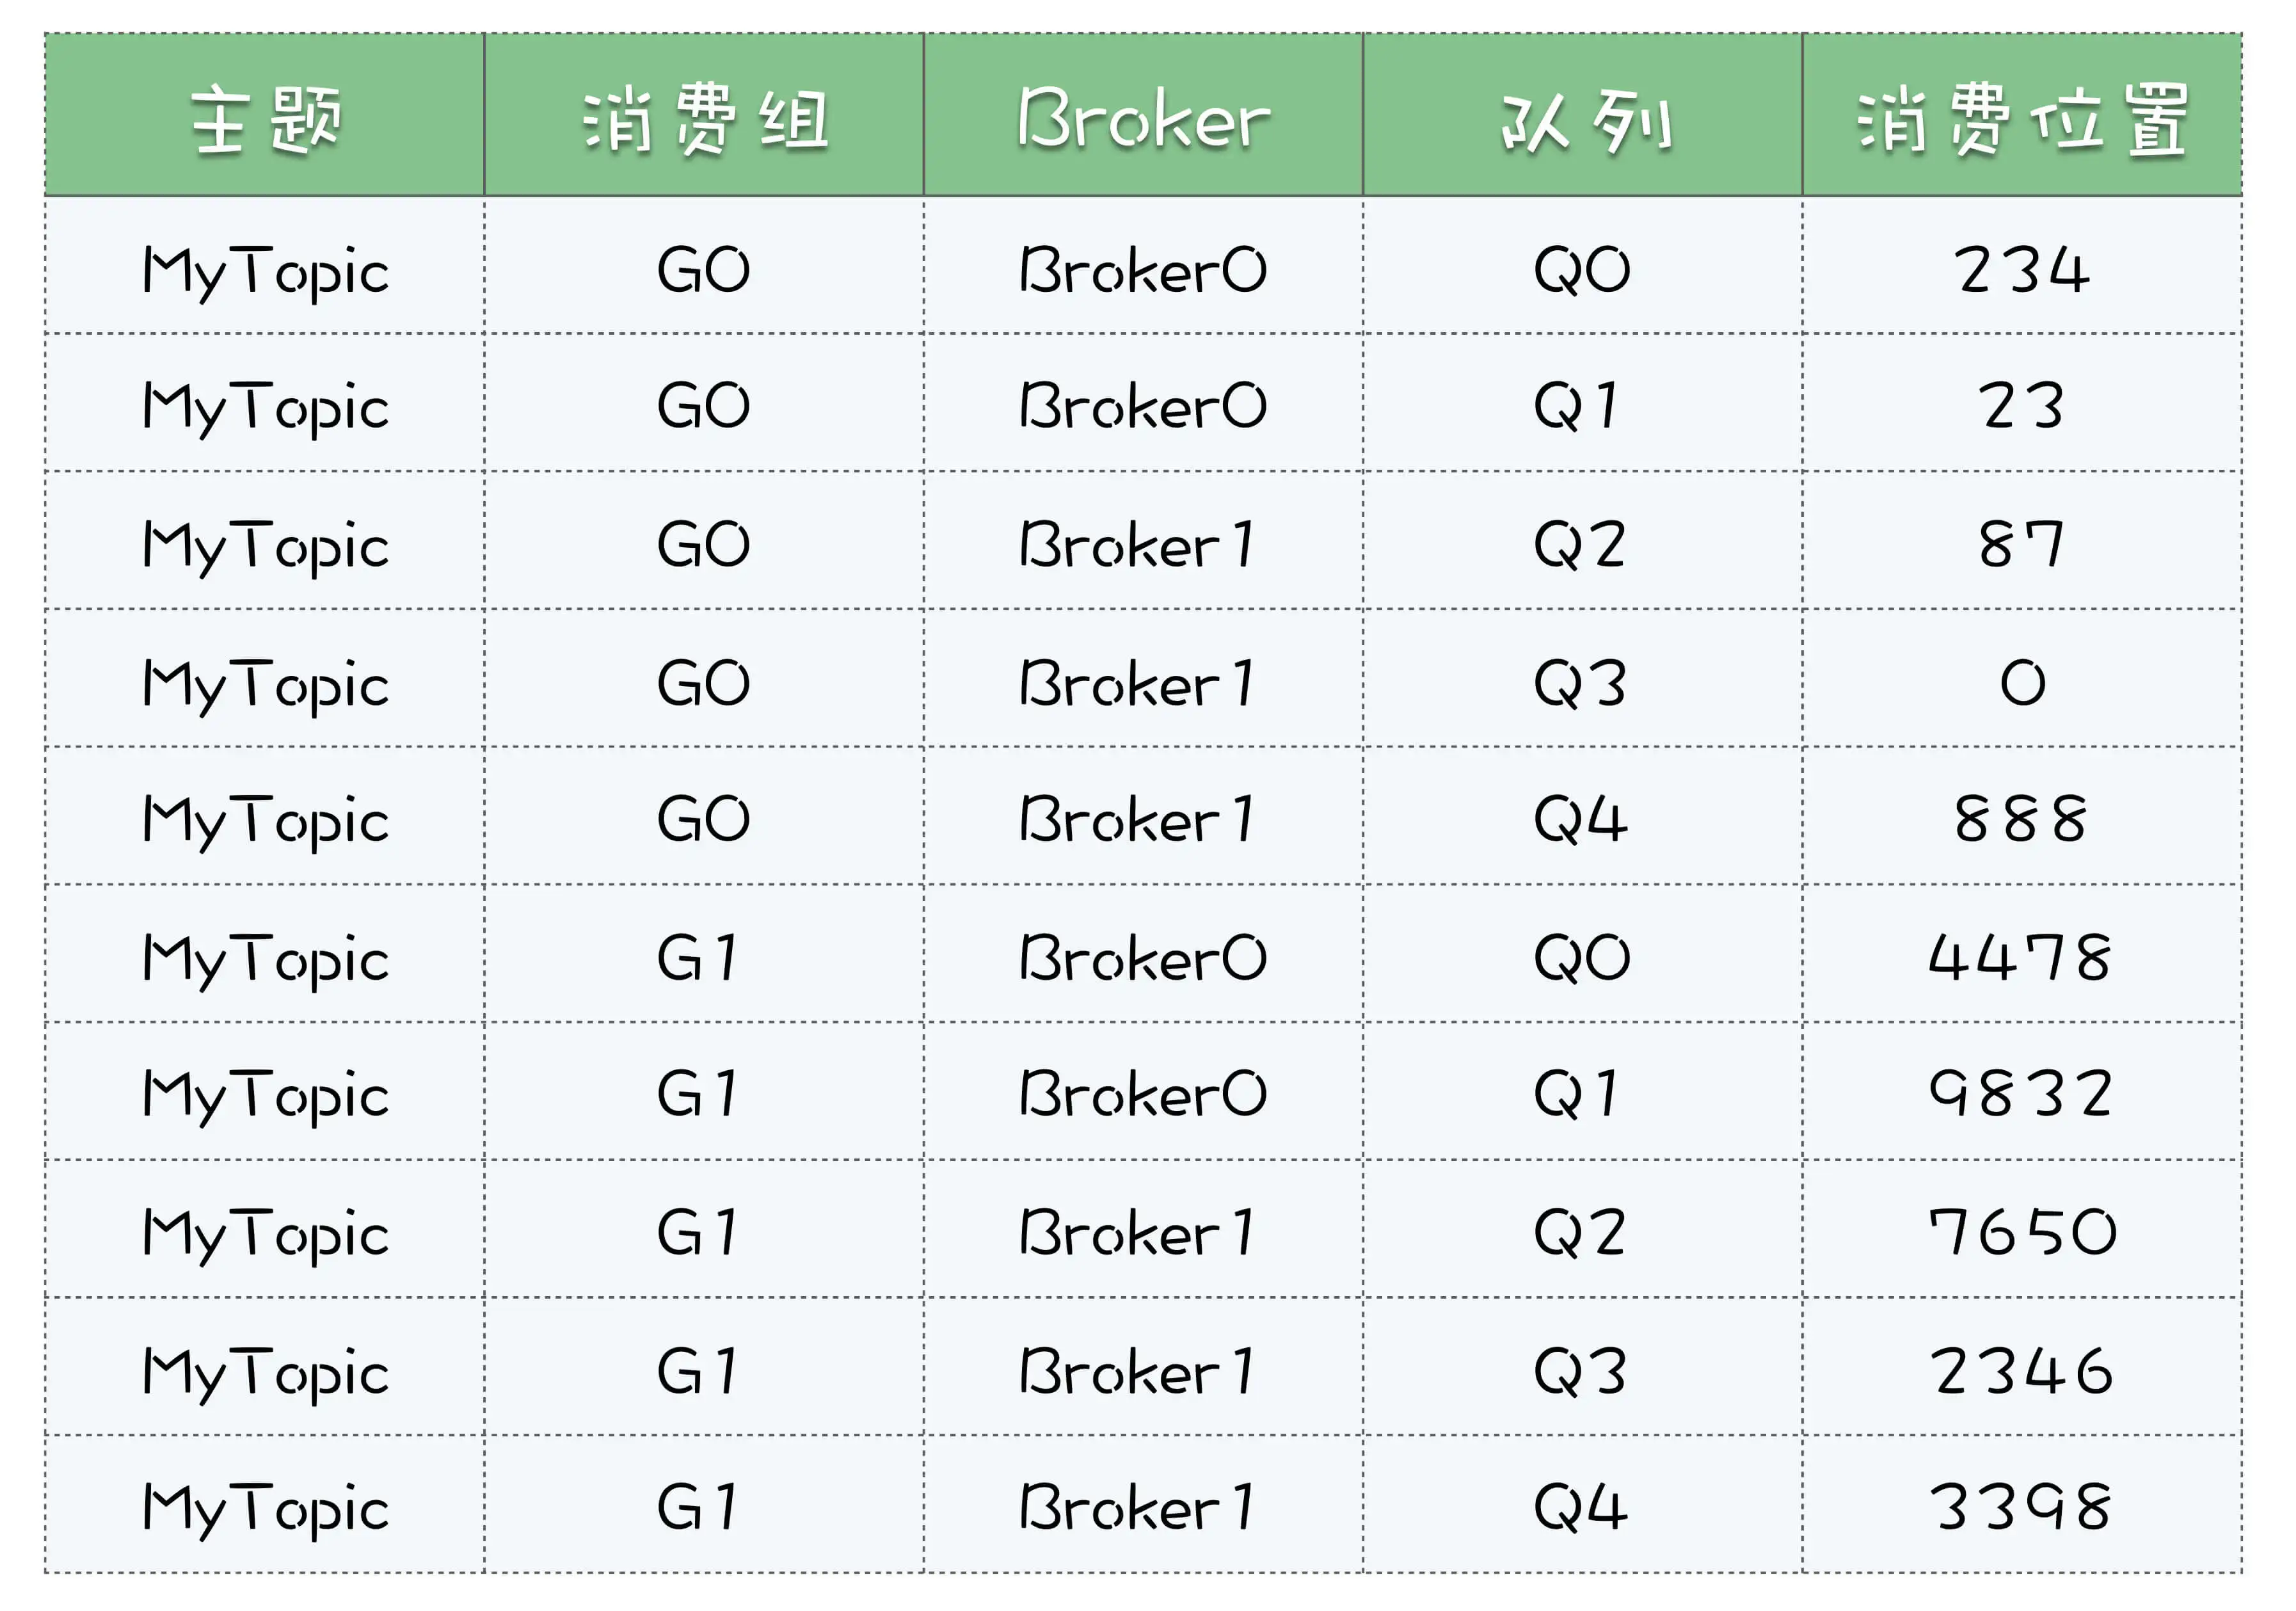 主题 消费组 Broker 队列 消费位置
MyTopic G0 Broker0 Q0 234
MyTopic G0 Broker0 Q1 23
MyTopic G0 Broker1 Q2 87
MyTopic G0 Broker1 Q3 0
MyTopic G0 Broker1 Q4 888
MyTopic G1 Broker0 Q0 4478
MyTopic G1 Broker0 Q1 9832
MyTopic G1 Broker1 Q2 7650
MyTopic G1 Broker1 Q3 2346
MyTopic G1 Broker1 Q4 3398